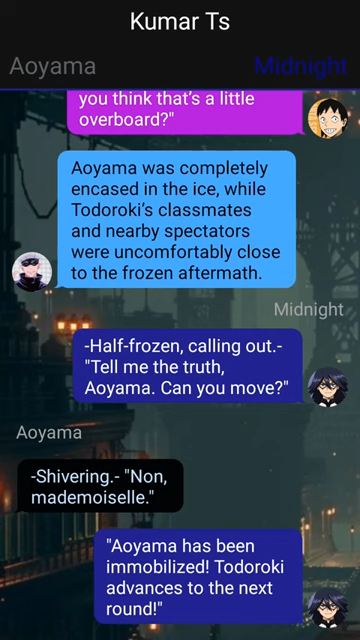 Kumar Ts
Aoyama
Midnight
you think that's a little
overboard?"
Aoyama was completely
encased in the ice, while
Todoroki's classmates
and nearby spectators
were uncomfortably close
to the frozen aftermath.
Midnight
-Half-frozen, calling out.-
"Tell me the truth,
Aoyama. Can you move?"
Aoyama
-Shivering.- "Non,
mademoiselle."
"Aoyama has been
immobilized! Todoroki
advances to the next
round!"